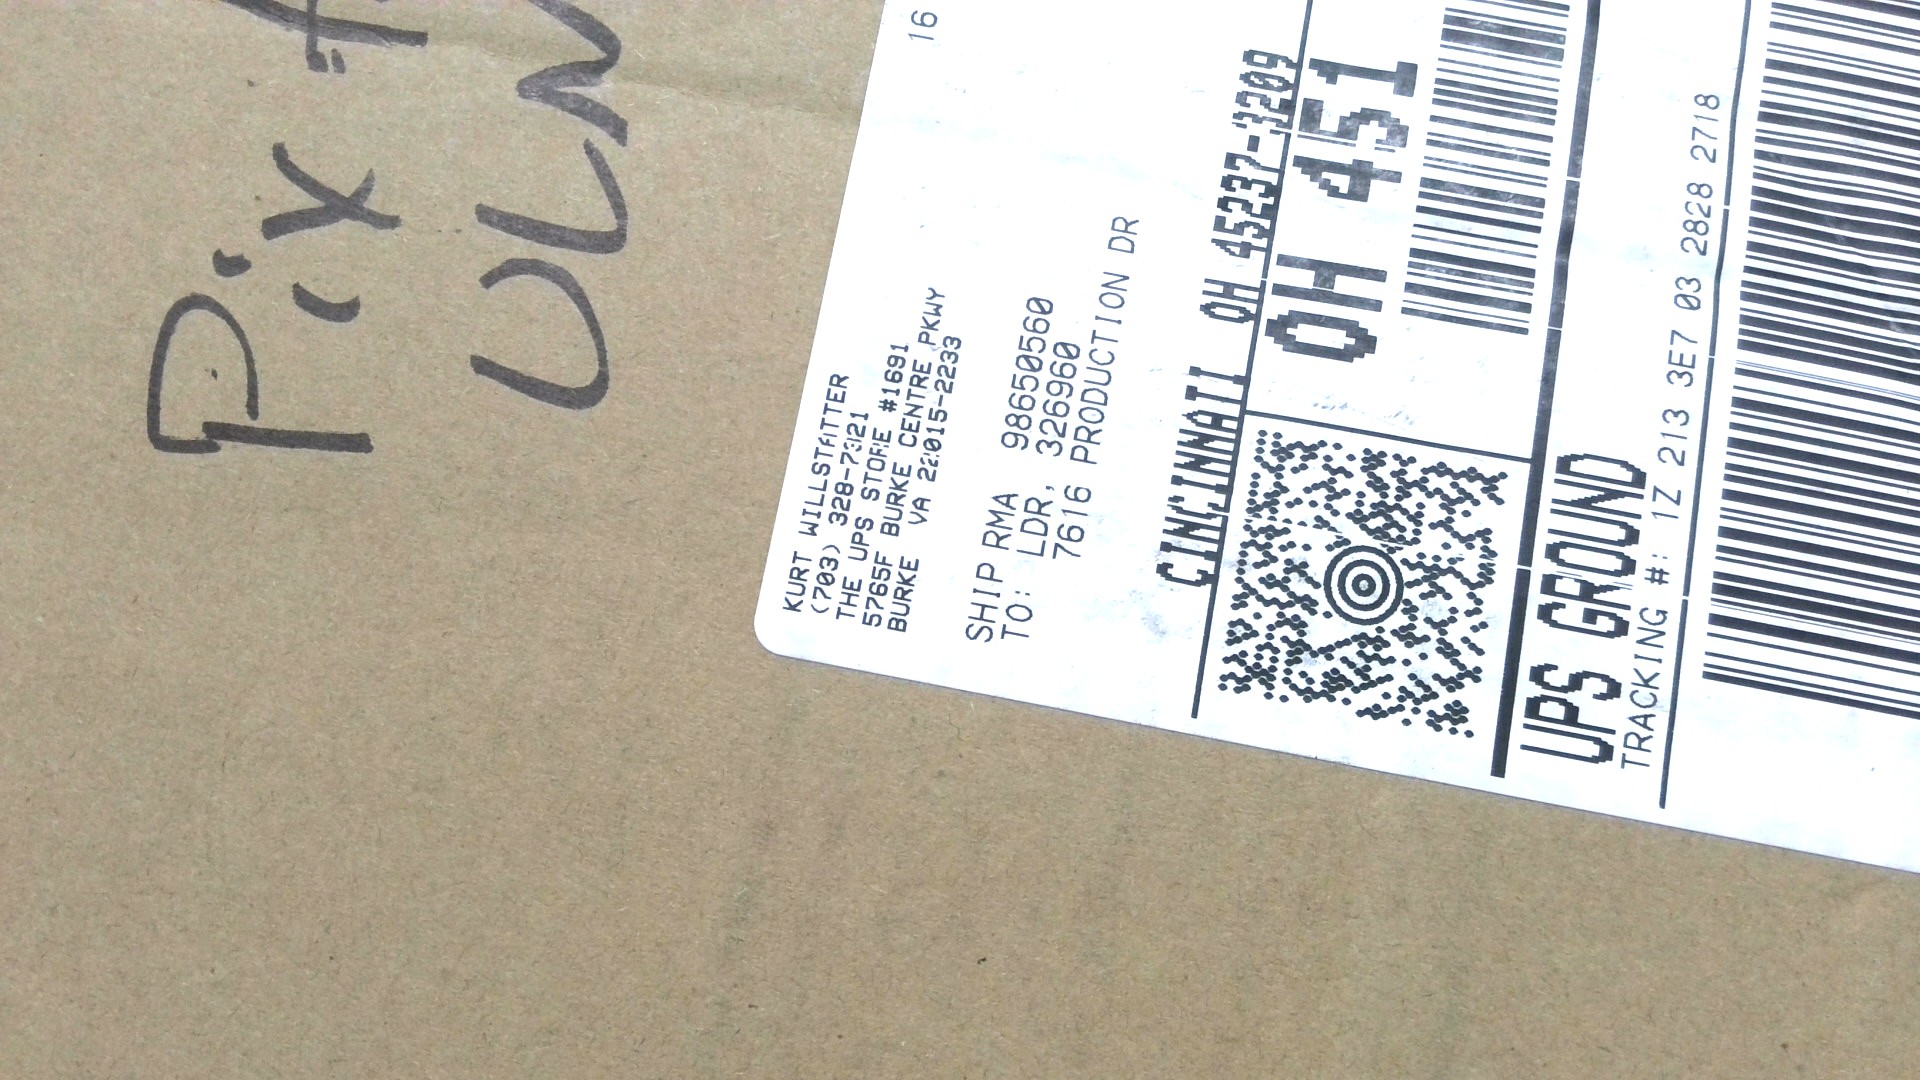 KURT WILLSTATTER
(703) 328-7321
THE UPS STORE #1691
5765F BURKE CENTRE PKWY
BURKE VA 22015-2233
16
SHIP RMA 98650560
TO: LDR, 326960
7616 PRODUCTION DR
CINCINNATI OH 45237-3209
OH 451
UPS GROUND
TRACKING #: 1Z 213 3E7 03 2828 2718